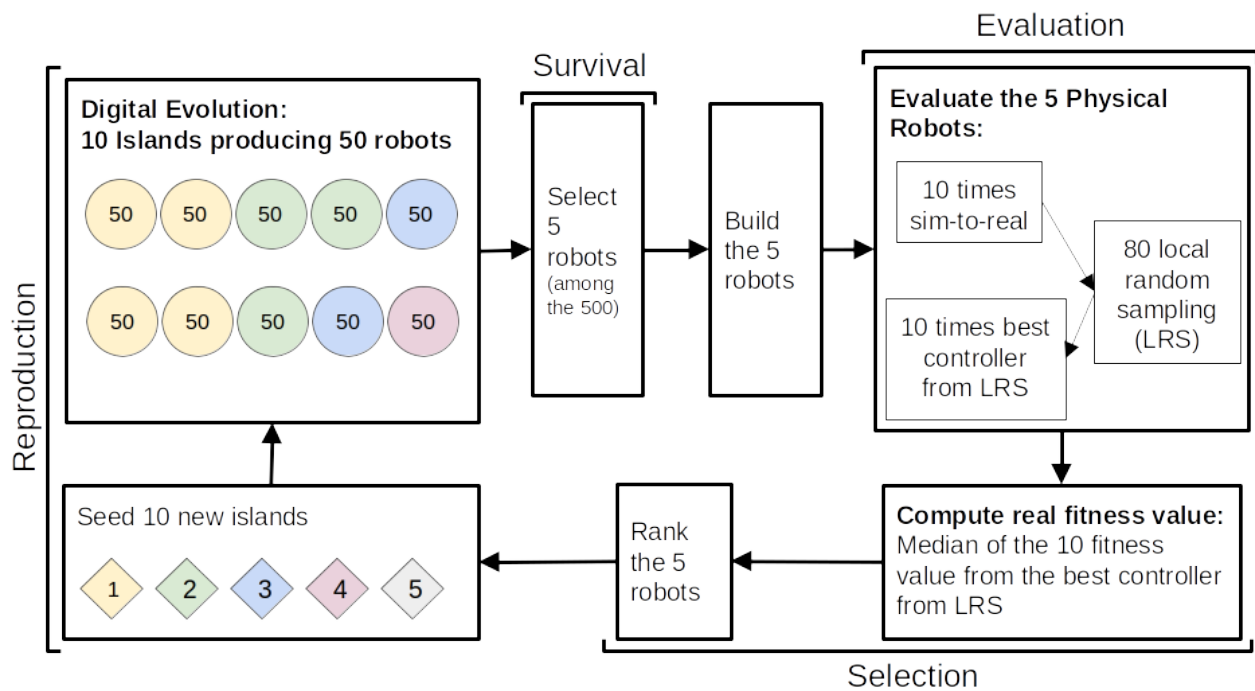 Evaluation
Survival
Reproduction
Digital Evolution:
10 Islands producing 50 robots
50 50 50 50 50
50 50 50 50 50
Select
5
robots
(among
the 500)
Build
the 5
robots
Evaluate the 5 Physical
Robots:
10 times
sim-to-real
80 local
random
sampling
(LRS)
10 times best
controller
from LRS
Compute real fitness value:
Median of the 10 fitness
value from the best controller
from LRS
Rank
the 5
robots
Seed 10 new islands
1 2 3 4 5
Selection